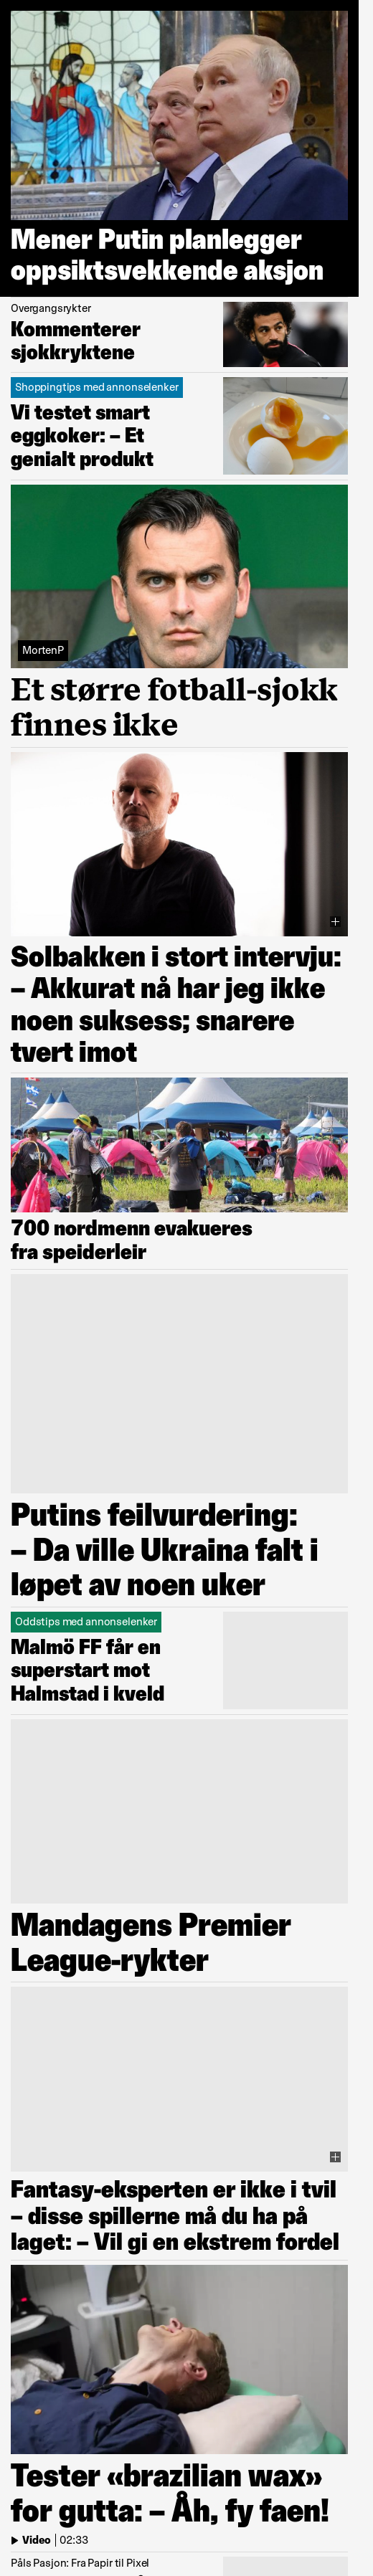 Mener Putin planlegger
oppsiktsvekkende aksjon
Overgangsrykter
Kommenterer
sjokkryktene
Shoppingtips med annonselenker
Vi testet smart
eggkoker: – Et
genialt produkt
MortenP
Et større fotball-sjokk
finnes ikke
Solbakken i stort intervju:
– Akkurat nå har jeg ikke
noen suksess; snarere
tvert imot
700 nordmenn evakueres
fra speiderleir
Putins feilvurdering:
– Da ville Ukraina falt i
løpet av noen uker
Oddstips med annonselenker
Malmö FF får en
superstart mot
Halmstad i kveld
Mandagens Premier
League-rykter
Fantasy-eksperten er ikke i tvil
– disse spillerne må du ha på
laget: – Vil gi en ekstrem fordel
Tester «brazilian wax»
for gutta: – Åh, fy faen!
Video | 02:33
Påls Pasjon: Fra Papir til Pixel